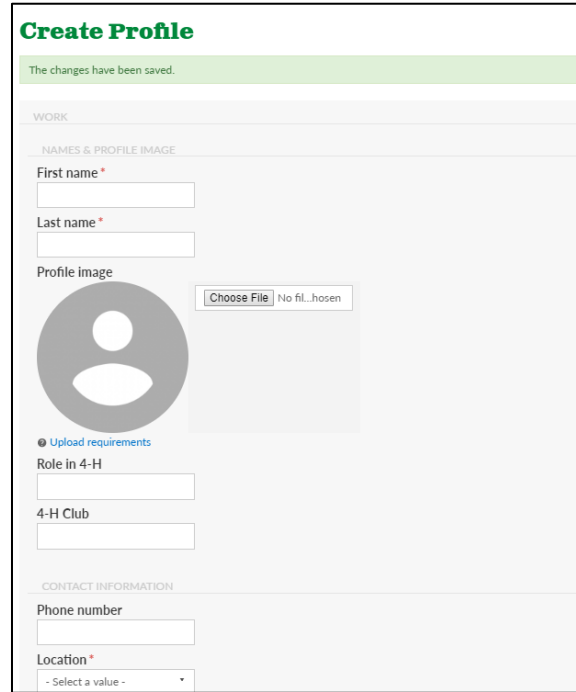 Create Profile
The changes have been saved.
WORK
NAMES & PROFILE IMAGE
First name *
Last name *
Profile image
Choose File No fil...hosen
Upload requirements
Role in 4-H
4-H Club
CONTACT INFORMATION
Phone number
Location *
- Select a value -